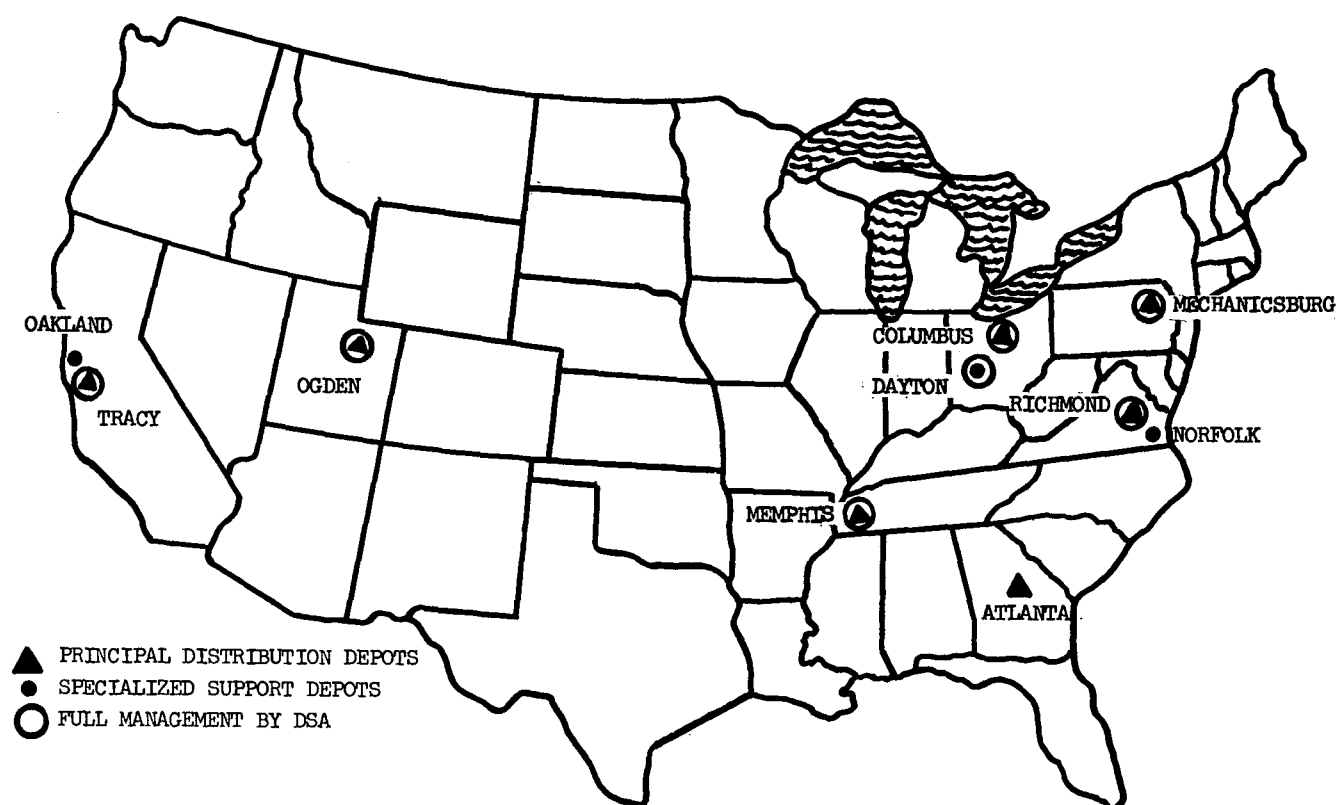 MECHANICSBURG
OAKLAND
COLUMBUS
OGDEN
DAYTON
TRACY
RICHMOND
NORFOLK
MEMPHIS
ATLANTA
PRINCIPAL DISTRIBUTION DEPOTS
SPECIALIZED SUPPORT DEPOTS
FULL MANAGEMENT BY DSA